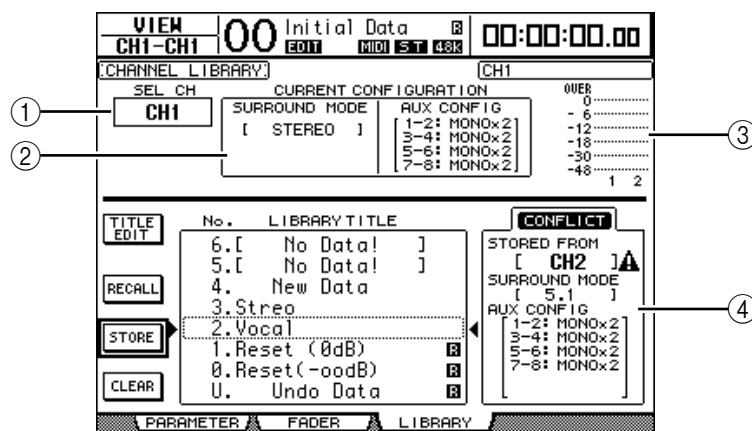 VIEW
CH1-CH1
00
Initial Data R
EDIT MIDI ST 48k
00:00:00.00
CHANNEL LIBRARY
CH1
1
SEL CH
CH1
CURRENT CONFIGURATION
SURROUND MODE
[ STEREO ]
AUX CONFIG
[1-2: MONOx2]
3-4: MONOx2
5-6: MONOx2
[7-8: MONOx2]
2
OVER
0
- 6
-12
-18
-30
-48
1 2
3
TITLE EDIT
RECALL
STORE
CLEAR
No. LIBRARY TITLE
6.[ No Data! ]
5.[ No Data! ]
4. New Data
3.Streo
2.Vocal
1.Reset (0dB) R
0.Reset(-oodB) R
U. Undo Data R
CONFLICT
STORED FROM
[ CH2 ]
SURROUND MODE
[ 5.1 ]
AUX CONFIG
[1-2: MONOx2]
3-4: MONOx2
5-6: MONOx2
7-8: MONOx2
4
PARAMETER FADER LIBRARY